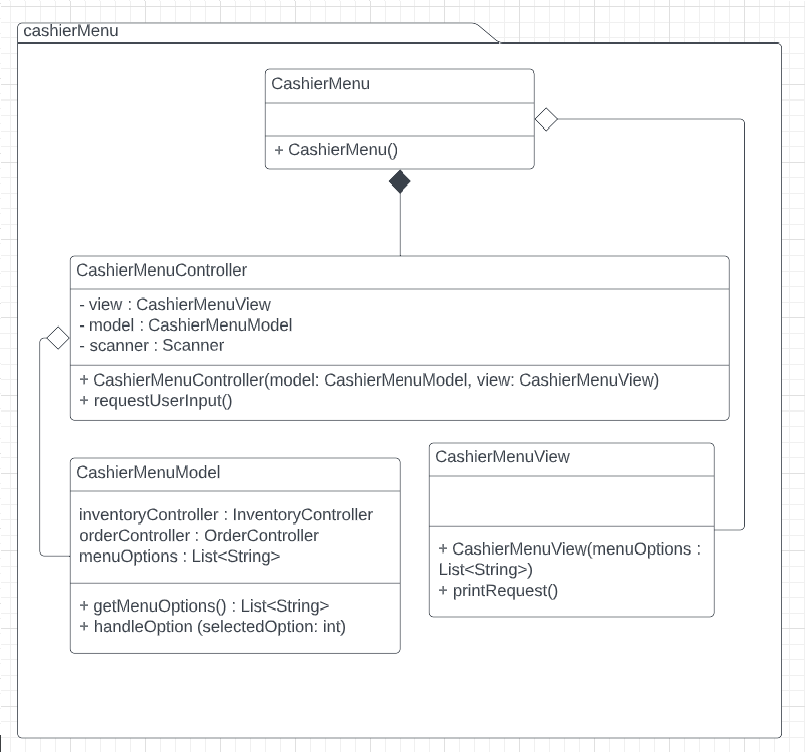 cashierMenu
CashierMenu
+ CashierMenu()
CashierMenuController
- view : CashierMenuView
- model : CashierMenuModel
- scanner : Scanner
+ CashierMenuController(model: CashierMenuModel, view: CashierMenuView)
+ requestUserInput()
CashierMenuModel
inventoryController : InventoryController
orderController : OrderController
menuOptions : List<String>
+ getMenuOptions() : List<String>
+ handleOption (selectedOption: int)
CashierMenuView
+ CashierMenuView(menuOptions :
List<String>)
+ printRequest()